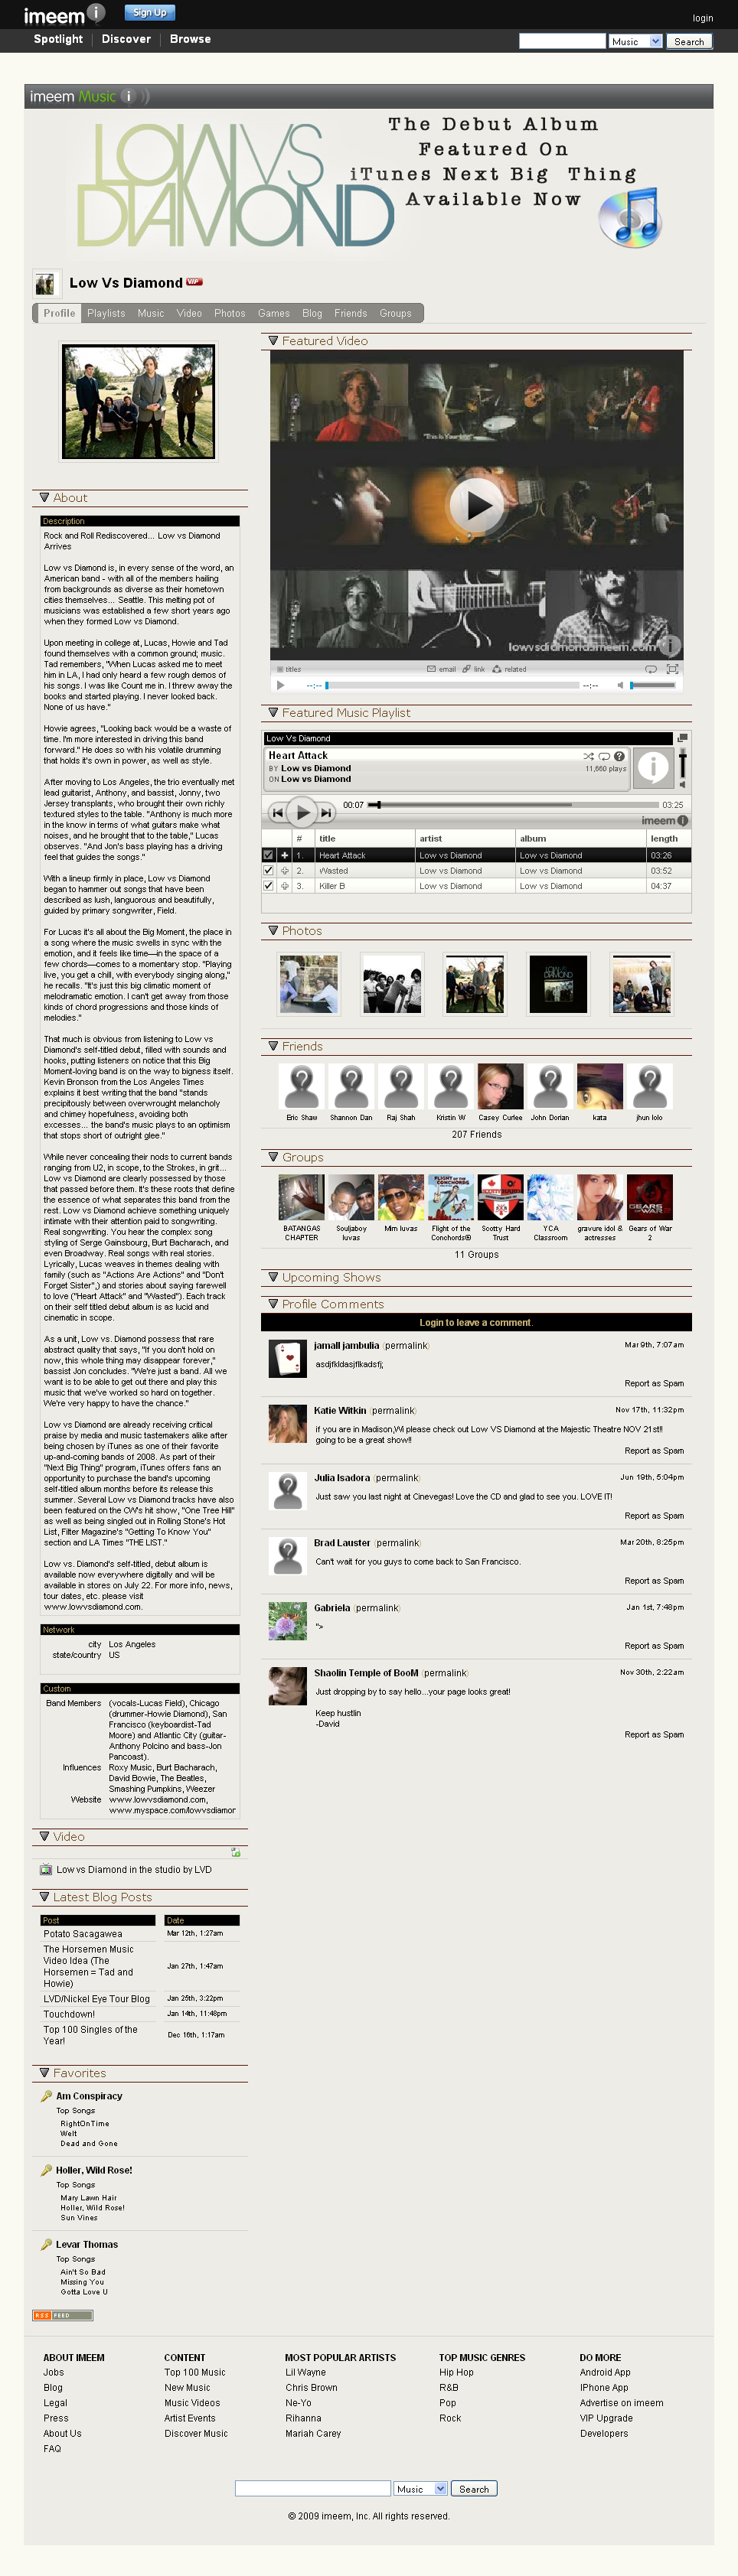 imeem i
Sign Up
login
Spotlight Discover Browse
Music Search
imeem Music i
LOW VS
DIAMOND
The Debut Album
Featured On
iTunes Next Big Thing
Available Now
Low Vs Diamond VIP
Profile Playlists Music Video Photos Games Blog Friends Groups
About
Description
Rock and Roll Rediscovered... Low vs Diamond
Arrives
Low vs Diamond is, in every sense of the word, an
American band - with all of the members hailing
from backgrounds as diverse as their hometown
cities themselves... Seattle. This melting pot of
musicians was established a few short years ago
when they formed Low vs. Diamond.
Upon meeting in college at, Lucas, Howie and Tad
found themselves with a common ground; music.
Tad remembers, "When Lucas asked me to meet
him in LA, I had only heard a few rough demos of
his songs. I was like Count me in. I threw away the
books and started playing. I never looked back.
None of us have."
Howie agrees, "Looking back would be a waste of
time. I'm more interested in driving this band
forward." He does so with his volatile drumming
that holds it's own in power, as well as style.
After moving to Los Angeles, the trio eventually met
lead guitarist, Anthony, and bassist, Jonny, two
Jersey transplants, who brought their own richly
textured styles to the table. "Anthony is much more
in the know in terms of what guitars make what
noises, and he brought that to the table," Lucas
observes. "And Jon's bass playing has a driving
feel that guides the songs."
With a lineup firmly in place, Low vs Diamond
began to hammer out songs that have been
described as lush, languorous and beautifully,
guided by primary songwriter, Field.
For Lucas it's all about the Big Moment, the place in
a song where the music swells in sync with the
emotion, and it feels like time—in the space of a
few chords—comes to a momentary stop. "Playing
live, you get a chill, with everybody singing along,"
he recalls. "It's just this big climatic moment of
melodramatic emotion. I can't get away from those
kinds of chord progressions and those kinds of
melodies."
That much is obvious from listening to Low vs
Diamond's self-titled debut, filled with sounds and
hooks, putting listeners on notice that this Big
Moment-loving band is on the way to bigness itself.
Kevin Bronson from the Los Angeles Times
explains it best writing that the band "stands
precipitously between overwrought melancholy
and chimey hopefulness, avoiding both
excesses... the band's music plays to an optimism
that stops short of outright glee."
While never conceding their nods to current bands
ranging from U2, in scope, to the Strokes, in grit...
Low vs Diamond are clearly possessed by those
that passed before them. It's these roots that define
the essence of what separates this band from the
rest. Low vs Diamond achieve something uniquely
intimate with their attention paid to songwriting.
Real songwriting. You hear the complex song
styling of Serge Gainsbourg, Burt Bacharach, and
even Broadway. Real songs with real stories.
Lyrically, Lucas weaves in themes dealing with
family (such as "Actions Are Actions" and "Don't
Forget Sister",) and stories about saying farewell
to love ("Heart Attack" and "Wasted"). Each track
on their self titled debut album is as lucid and
cinematic in scope.
As a unit, Low vs. Diamond possess that rare
abstract quality that says, "If you don't hold on
now, this whole thing may disappear forever,"
bassist Jon concludes. "We're just a band. All we
want is to be able to get out there and play this
music that we've worked so hard on together.
We're very happy to have the chance."
Low vs Diamond are already receiving critical
praise by media and music tastemakers alike after
being chosen by iTunes as one of their favorite
up-and-coming bands of 2008. As part of their
"Next Big Thing" program, iTunes offers fans an
opportunity to purchase the band's upcoming
self-titled album months before its release this
summer. Several Low vs Diamond tracks have also
been featured on the CW's hit show, "One Tree Hill"
as well as being singled out in Rolling Stone's Hot
List, Filter Magazine's "Getting To Know You"
section and LA Times "THE LIST."
Low vs. Diamond's self-titled, debut album is
available now everywhere digitally and will be
available in stores on July 22. For more info, news,
tour dates, etc. please visit
www.lowvsdiamond.com.
Network
city Los Angeles
state/country US
Custom
Band Members (vocals-Lucas Field), Chicago
(drummer-Howie Diamond), San
Francisco (keyboardist-Tad
Moore) and Atlantic City (guitar-
Anthony Polcino and bass-Jon
Pancoast).
Influences Roxy Music, Burt Bacharach,
David Bowie, The Beatles,
Smashing Pumpkins, Weezer
Website www.lowvsdiamond.com,
www.myspace.com/lowvsdiamon
Video
Low vs Diamond in the studio by LVD
Latest Blog Posts
Post Date
Potato Sacagawea Mar 12th, 1:27am
The Horsemen Music
Video Idea (The
Horsemen = Tad and
Howie) Jan 27th, 1:47am
LVD/Nickel Eye Tour Blog Jan 25th, 3:22pm
Touchdown! Jan 14th, 11:48pm
Top 100 Singles of the
Year! Dec 16th, 1:17am
Favorites
Am Conspiracy
Top Songs
RightOnTime
Welt
Dead and Gone
Holler, Wild Rose!
Top Songs
Mary Lawn Hair
Holler, Wild Rose!
Sun Vines
Levar Thomas
Top Songs
Ain't So Bad
Missing You
Gotta Love U
RSS FEED
Featured Video
lowvsdiamond.imeem.com
titles email link related
--:-- --:--
Featured Music Playlist
Low Vs Diamond
Heart Attack
BY Low vs Diamond 11,660 plays
ON Low vs Diamond
00:07 03:25
imeem i
# title artist album length
1. Heart Attack Low vs Diamond Low vs Diamond 03:26
2. Wasted Low vs Diamond Low vs Diamond 03:52
3. Killer B Low vs Diamond Low vs Diamond 04:37
Photos
Friends
Eric Shaw Shannon Dan Raj Shah Kristin W Casey Curlee John Dorian kata jhun lolo
207 Friends
Groups
BATANGAS CHAPTER
Souljaboy luvas
Mim luvas
Flight of the Conchords®
Scotty Hard Trust
YCA Classroom
gravure idol & actresses
Gears of War 2
11 Groups
Upcoming Shows
Profile Comments
Login to leave a comment.
jamall jambulia (permalink) Mar 9th, 7:07am
asdjfkldasjflkadsfj;
Report as Spam
Katie Witkin (permalink) Nov 17th, 11:32pm
if you are in Madison,WI please check out Low VS Diamond at the Majestic Theatre NOV 21st!!
going to be a great show!!
Report as Spam
Julia Isadora (permalink) Jun 19th, 5:04pm
Just saw you last night at Cinevegas! Love the CD and glad to see you. LOVE IT!
Report as Spam
Brad Lauster (permalink) Mar 20th, 8:25pm
Can't wait for you guys to come back to San Francisco.
Report as Spam
Gabriela (permalink) Jan 1st, 7:48pm
">
Report as Spam
Shaolin Temple of BooM (permalink) Nov 30th, 2:22am
Just dropping by to say hello...your page looks great!
Keep hustlin
-David
Report as Spam
ABOUT IMEEM CONTENT MOST POPULAR ARTISTS TOP MUSIC GENRES DO MORE
Jobs Top 100 Music Lil Wayne Hip Hop Android App
Blog New Music Chris Brown R&B IPhone App
Legal Music Videos Ne-Yo Pop Advertise on imeem
Press Artist Events Rihanna Rock VIP Upgrade
About Us Discover Music Mariah Carey Developers
FAQ
Music Search
© 2009 imeem, Inc. All rights reserved.